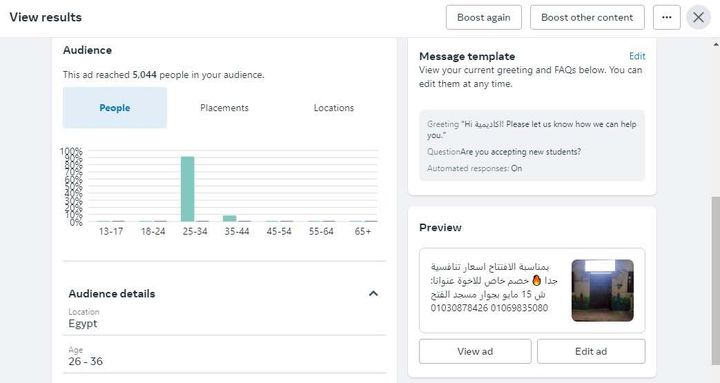 View results
Boost again
Boost other content
Audience
This ad reached 5,044 people in your audience.
People
Placements
Locations
100%
90%
80%
70%
60%
50%
40%
30%
20%
10%
0%
13-17
18-24
25-34
35-44
45-54
55-64
65+
Audience details
Location
Egypt
Age
26 - 36
Message template
Edit
View your current greeting and FAQs below. You can
edit them at any time.
Greeting "Hi اكاديمية! Please let us know how we can help
you."
QuestionAre you accepting new students?
Automated responses: On
Preview
بمناسبة الافتتاح اسعار تنافسية
جدا 🔥 خصم خاص للاخوة عنوانا:
ش 15 مايو بجوار مسجد الفتح
01030878426 01069835080
View ad
Edit ad